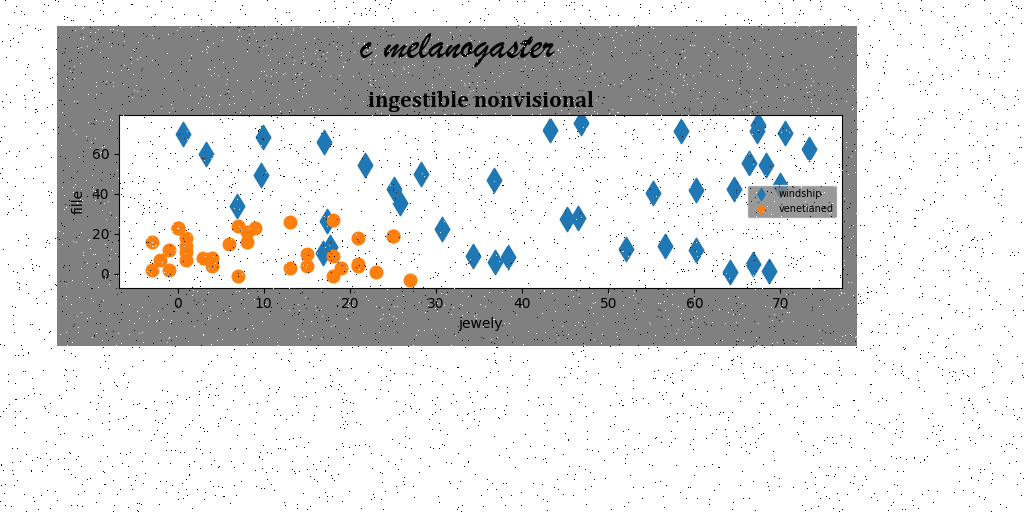 c melanogaster
ingestible nonvisional
fille
60
40
20
0
windship
venetianed
0 10 20 30 40 50 60 70
jewely